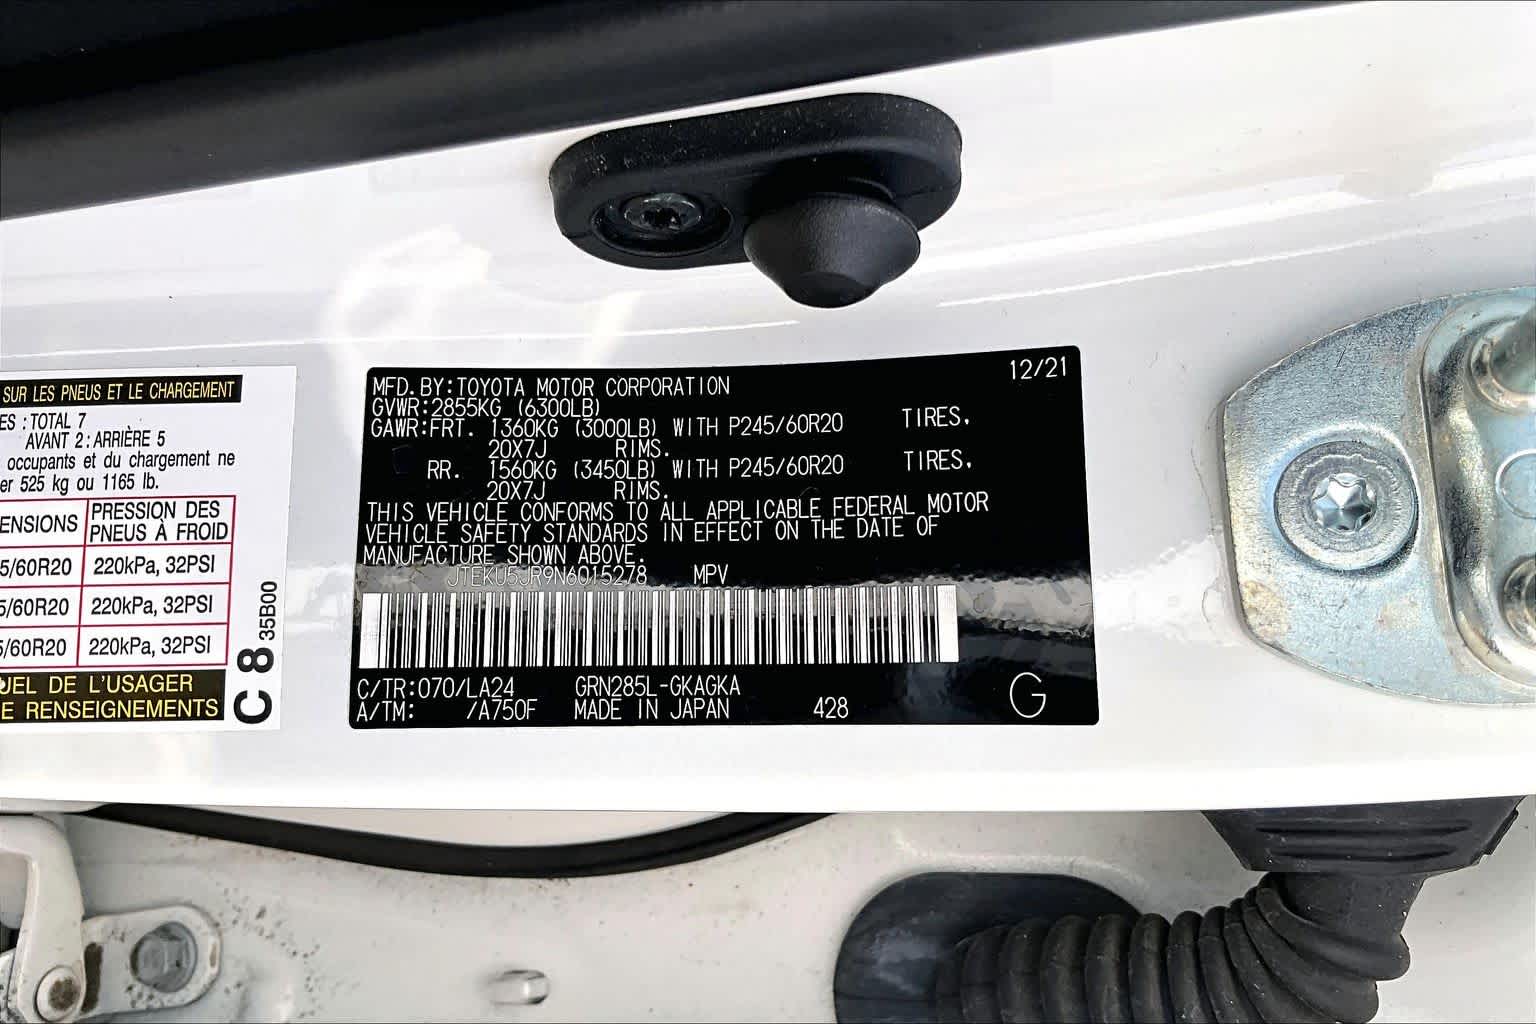 SUR LES PNEUS ET LE CHARGEMENT
ES : TOTAL 7
AVANT 2 : ARRIÈRE 5
occupants et du chargement ne
er 525 kg ou 1165 lb.
ENSIONS PRESSION DES PNEUS À FROID
5/60R20 220kPa, 32PSI
5/60R20 220kPa, 32PSI
5/60R20 220kPa, 32PSI
UEL DE L'USAGER
E RENSEIGNEMENTS
C 8 35B00
12/21
MFD. BY: TOYOTA MOTOR CORPORATION
GVWR: 2855KG (6300LB)
GAWR: FRT. 1360KG (3000LB) WITH P245/60R20 TIRES,
20X7J RIMS.
RR. 1560KG (3450LB) WITH P245/60R20 TIRES,
20X7J RIMS.
THIS VEHICLE CONFORMS TO ALL APPLICABLE FEDERAL MOTOR
VEHICLE SAFETY STANDARDS IN EFFECT ON THE DATE OF
MANUFACTURE SHOWN ABOVE.
JTEKU5JR9N6015278 MPV
C/TR: 070/LA24 GRN285L-GKAGKA
A/TM: /A750F MADE IN JAPAN 428
G